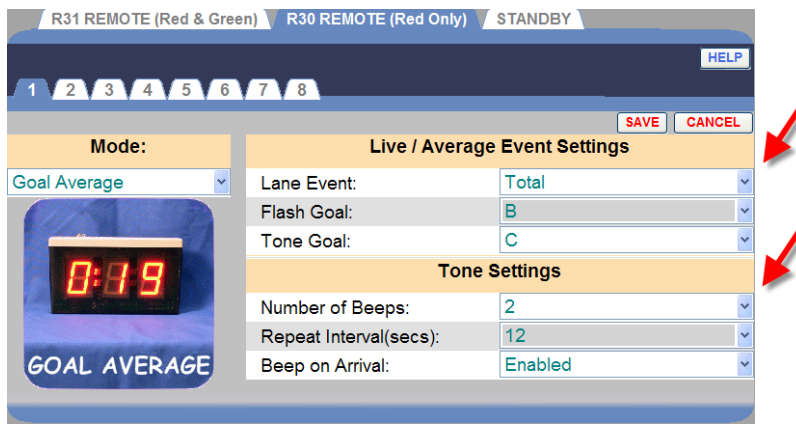 R31 REMOTE (Red & Green) R30 REMOTE (Red Only) STANDBY
HELP
1 2 3 4 5 6 7 8
SAVE CANCEL
Mode: Live / Average Event Settings
Goal Average Lane Event: Total
Flash Goal: B
Tone Goal: C
0:19 Tone Settings
Number of Beeps: 2
Repeat Interval(secs): 12
GOAL AVERAGE Beep on Arrival: Enabled